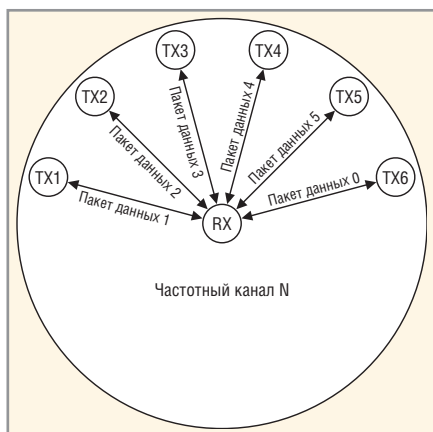 TX3
TX4
TX2
TX5
TX1
TX6
Пакет данных 1
Пакет данных 2
Пакет данных 3
Пакет данных 4
Пакет данных 5
Пакет данных 0
RX
Частотный канал N